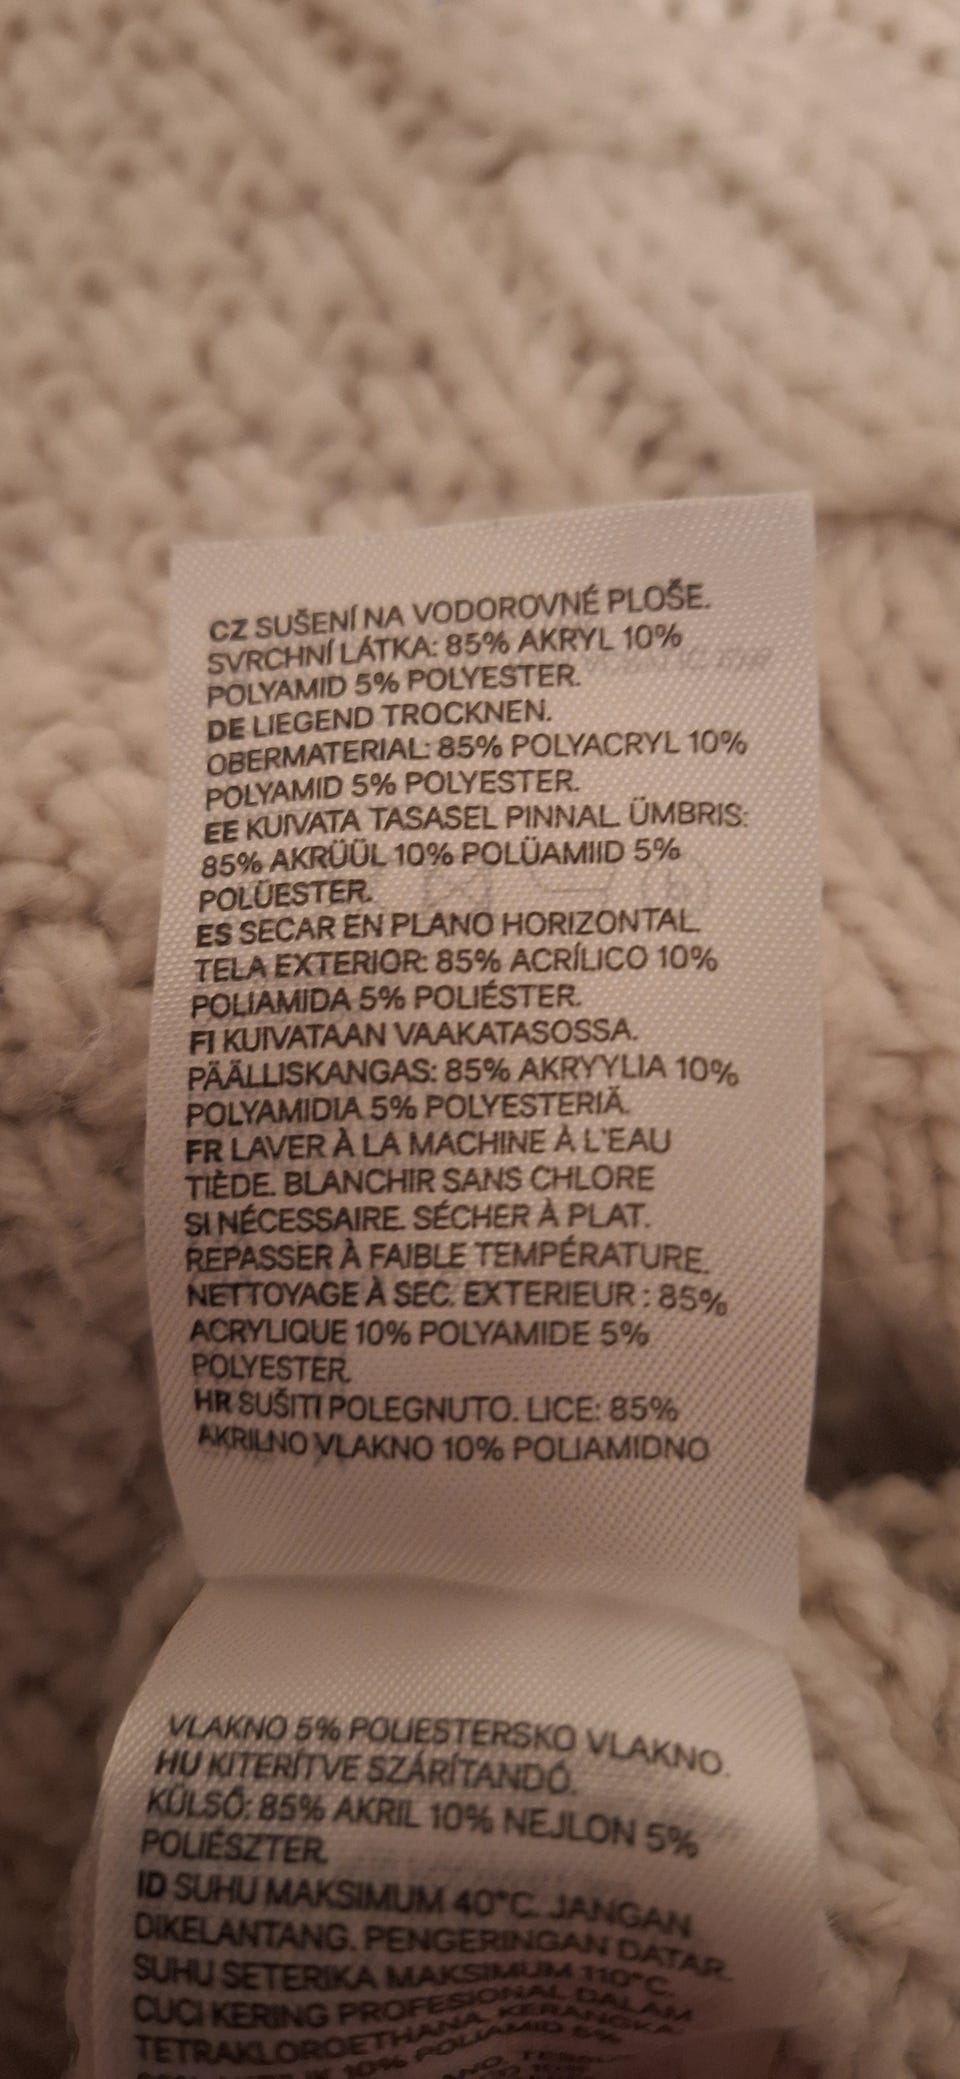 CZ SUŠENÍ NA VODOROVNÉ PLOŠE.
SVRCHNÍ LÁTKA: 85% AKRYL 10%
POLYAMID 5% POLYESTER.
DE LIEGEND TROCKNEN.
OBERMATERIAL: 85% POLYACRYL 10%
POLYAMID 5% POLYESTER.
EE KUIVATA TASASEL PINNAL. ÜMBRIS:
85% AKRÜÜL 10% POLÜAMIID 5%
POLÜESTER.
ES SECAR EN PLANO HORIZONTAL.
TELA EXTERIOR: 85% ACRÍLICO 10%
POLIAMIDA 5% POLIÉSTER.
FI KUIVATAAN VAAKATASOSSA.
PÄÄLLISKANGAS: 85% AKRYYLIA 10%
POLYAMIDIA 5% POLYESTERIÄ.
FR LAVER À LA MACHINE À L'EAU
TIÈDE. BLANCHIR SANS CHLORE
SI NÉCESSAIRE. SÉCHER À PLAT.
REPASSER À FAIBLE TEMPÉRATURE.
NETTOYAGE À SEC. EXTERIEUR : 85%
ACRYLIQUE 10% POLYAMIDE 5%
POLYESTER.
HR SUŠITI POLEGNUTO. LICE: 85%
AKRILNO VLAKNO 10% POLIAMIDNO
VLAKNO 5% POLIESTERSKO VLAKNO.
HU KITERÍTVE SZÁRÍTANDÓ.
KÜLSŐ: 85% AKRIL 10% NEJLON 5%
POLIÉSZTER.
ID SUHU MAKSIMUM 40°C. JANGAN
DIKELANTANG. PENGERINGAN DATAR.
SUHU SETERIKA MAKSIMUM 110°C.
CUCI KERING PROFESIONAL DALAM
TETRAKLOROETHANA. KERANGKA:
10% POLIAMID 5%